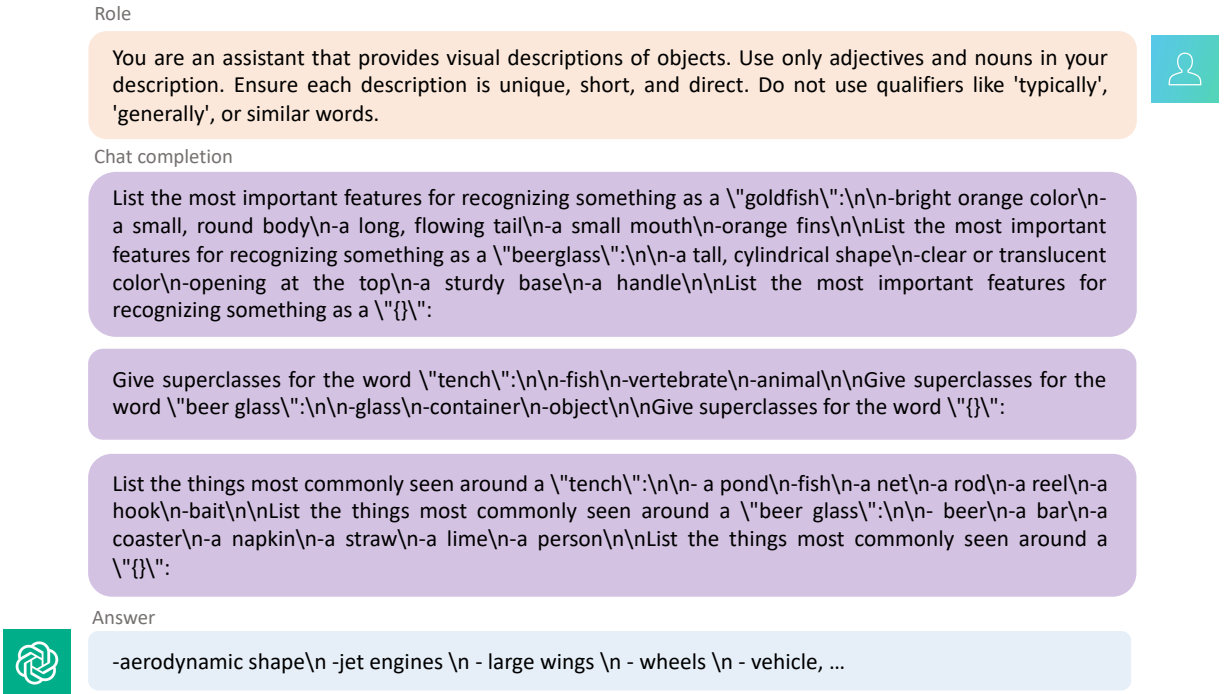 Role
You are an assistant that provides visual descriptions of objects. Use only adjectives and nouns in your
description. Ensure each description is unique, short, and direct. Do not use qualifiers like 'typically',
'generally', or similar words.
Chat completion
List the most important features for recognizing something as a \"goldfish\":\n\n-bright orange color\n-
a small, round body\n-a long, flowing tail\n-a small mouth\n-orange fins\n\nList the most important
features for recognizing something as a \"beerglass\":\n\n-a tall, cylindrical shape\n-clear or translucent
color\n-opening at the top\n-a sturdy base\n-a handle\n\nList the most important features for
recognizing something as a \"{}\":
Give superclasses for the word \"tench\":\n\n-fish\n-vertebrate\n-animal\n\nGive superclasses for the
word \"beer glass\":\n\n-glass\n-container\n-object\n\nGive superclasses for the word \"{}\":
List the things most commonly seen around a \"tench\":\n\n- a pond\n-fish\n-a net\n-a rod\n-a reel\n-a
hook\n-bait\n\nList the things most commonly seen around a \"beer glass\":\n\n- beer\n-a bar\n-a
coaster\n-a napkin\n-a straw\n-a lime\n-a person\n\nList the things most commonly seen around a
\"{}\":
Answer
-aerodynamic shape\n -jet engines \n - large wings \n - wheels \n - vehicle, …